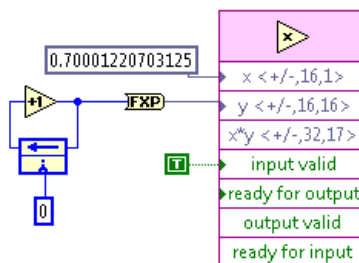 x
0.70001220703125
+1
FXP
x <+/-,16,1>
y <+/-,16,16>
x*y <+/-,32,17>
T
input valid
ready for output
output valid
0
ready for input